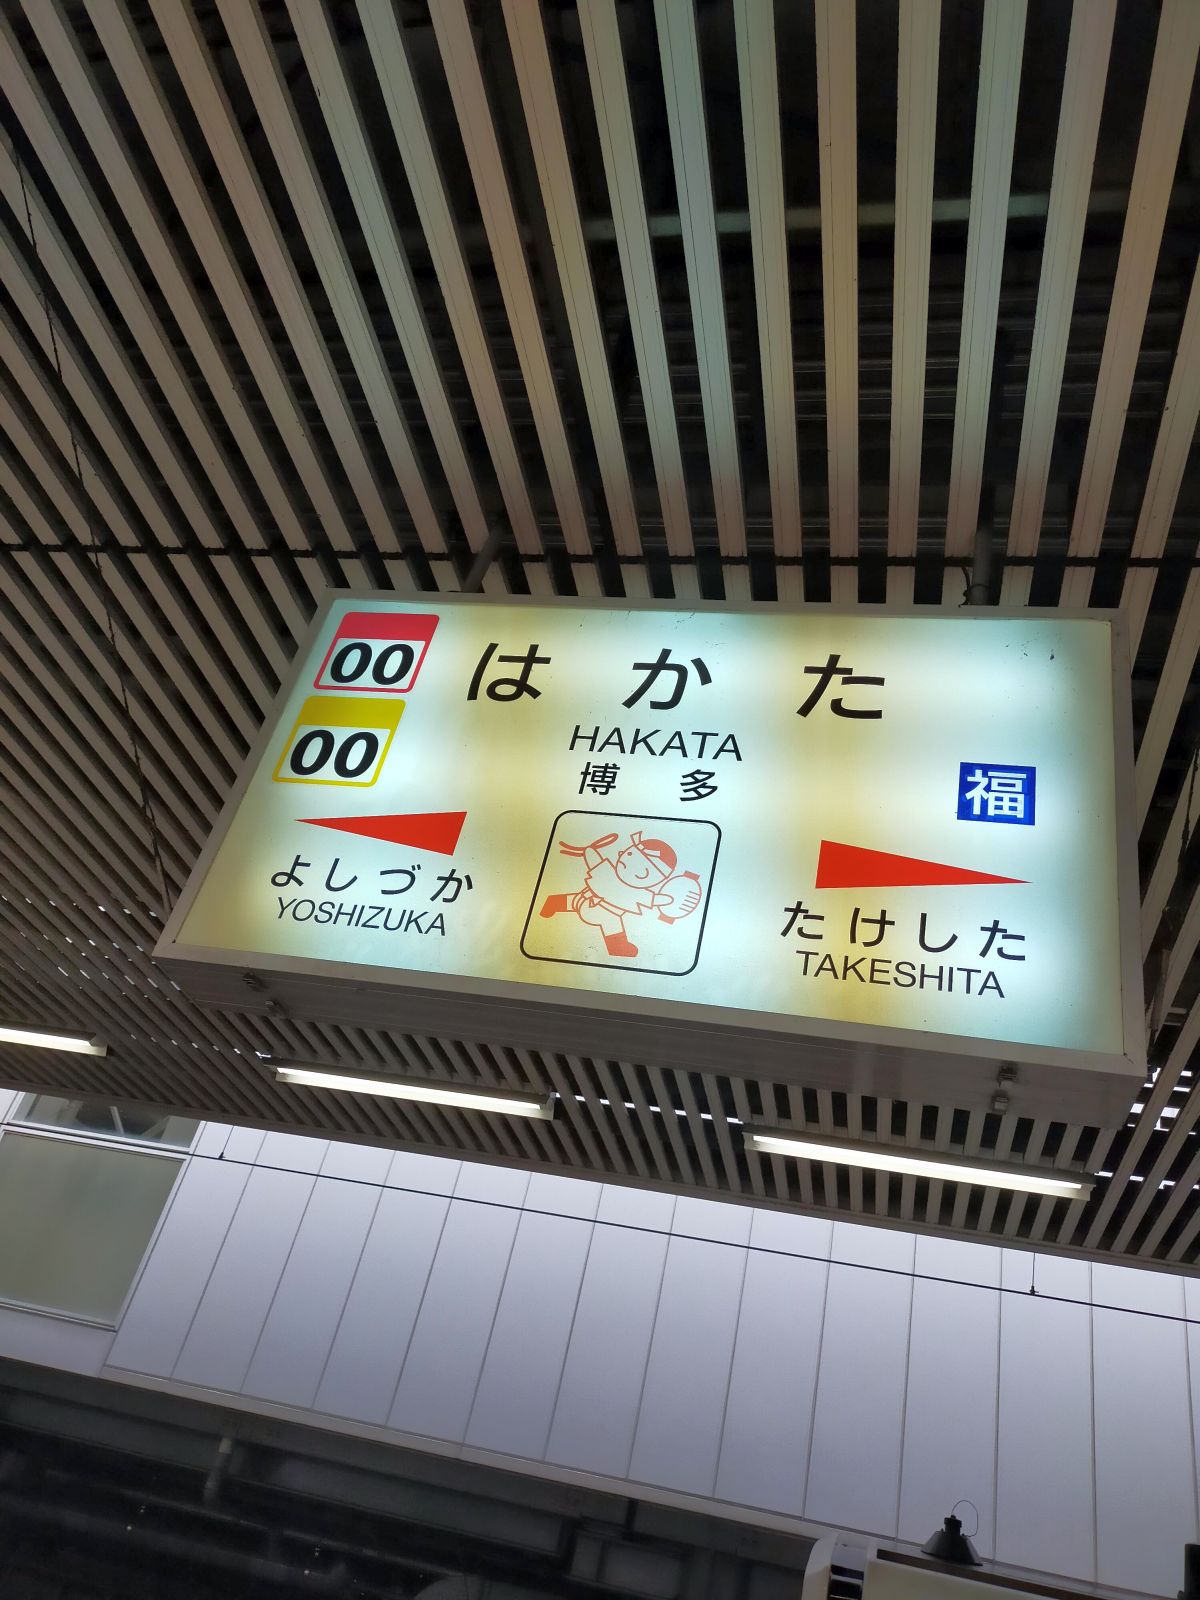 00
00
は か た
HAKATA
博 多
福
よしづか
YOSHIZUKA
たけした
TAKESHITA